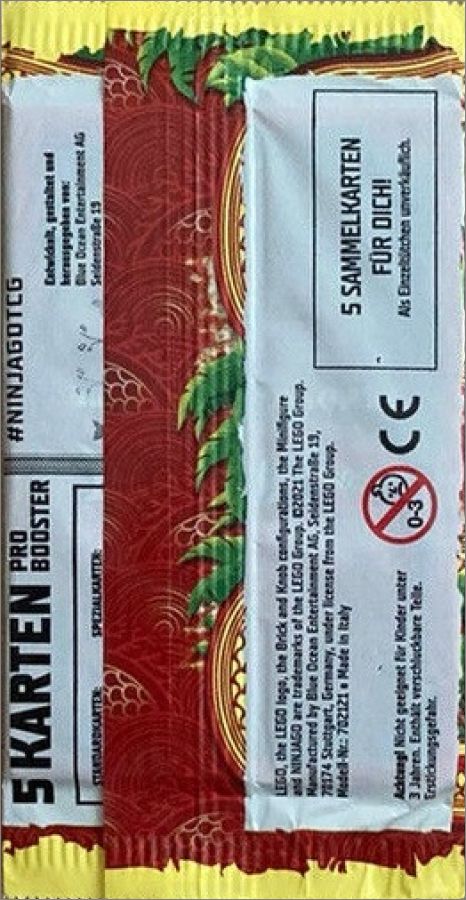 5 KARTEN PRO
BOOSTER
#NINJAGOTCG
STANDARDKARTEN:
SPEZIALKARTEN:
Entwickelt, gestaltet und
herausgegeben von:
Blue Ocean Entertainment AG
Seidenstraße 19
LEGO, the LEGO logo, the Brick and Knob configurations, the Minifigure
and NINJAGO are trademarks of the LEGO Group. ©2021 The LEGO Group.
Manufactured by Blue Ocean Entertainment AG, Seidenstraße 19,
70174 Stuttgart, Germany, under license from the LEGO Group.
Modell-Nr.: 702121 • Made in Italy
Achtung! Nicht geeignet für Kinder unter
3 Jahren. Enthält verschluckbare Teile.
Erstickungsgefahr.
0-3
CE
5 SAMMELKARTEN
FÜR DICH!
Als Einzeltütchen unverkäuflich.